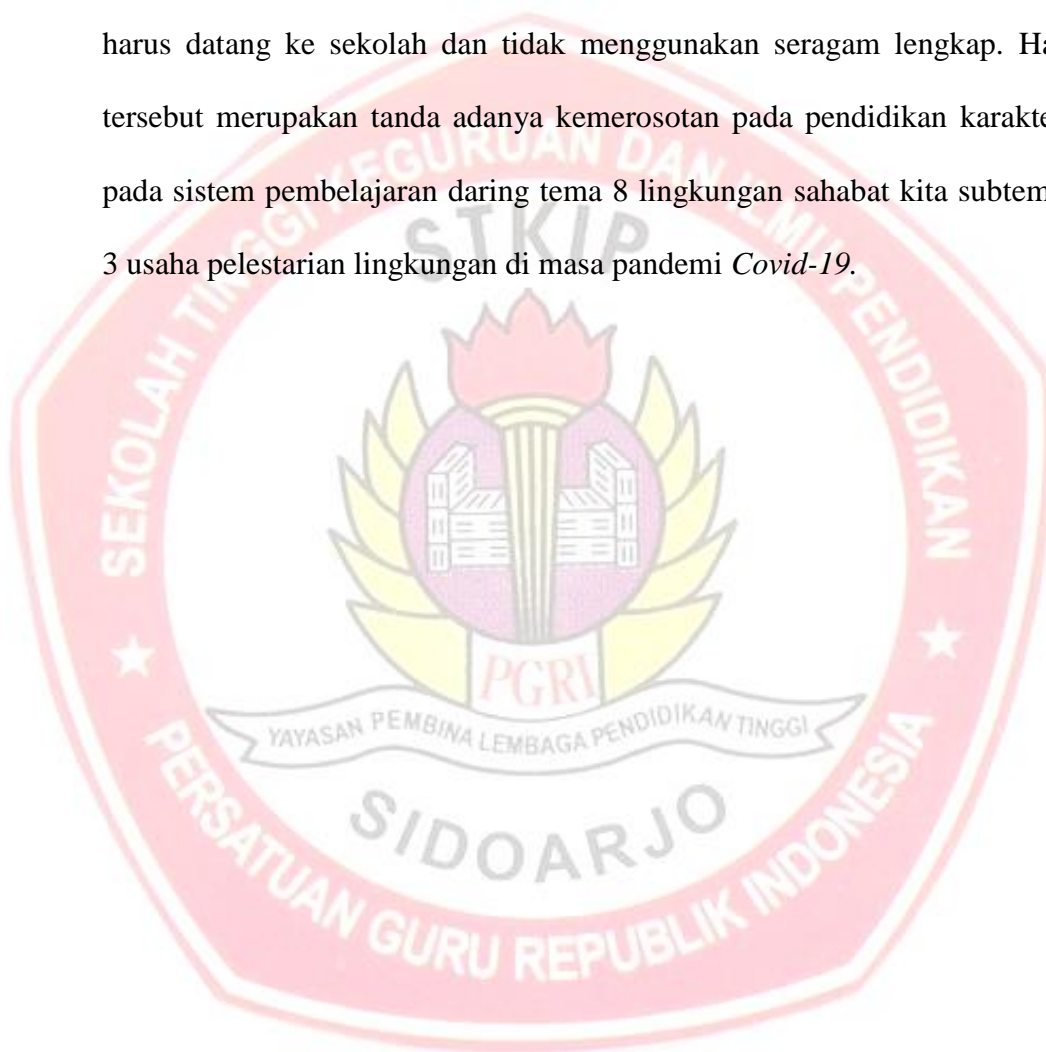 harus datang ke sekolah dan tidak menggunakan seragam lengkap. Ha
tersebut merupakan tanda adanya kemerosotan pada pendidikan karakte
pada sistem pembelajaran daring tema 8 lingkungan sahabat kita subtem
3 usaha pelestarian lingkungan di masa pandemi Covid-19.
SEKOLAH TINGGI KEGURUAN DAN ILMU PENDIDIKAN
STKIP
PGRI
YAYASAN PEMBINA LEMBAGA PENDIDIKAN TINGGI
SIDOARJO
PERSATUAN GURU REPUBLIK INDONESIA